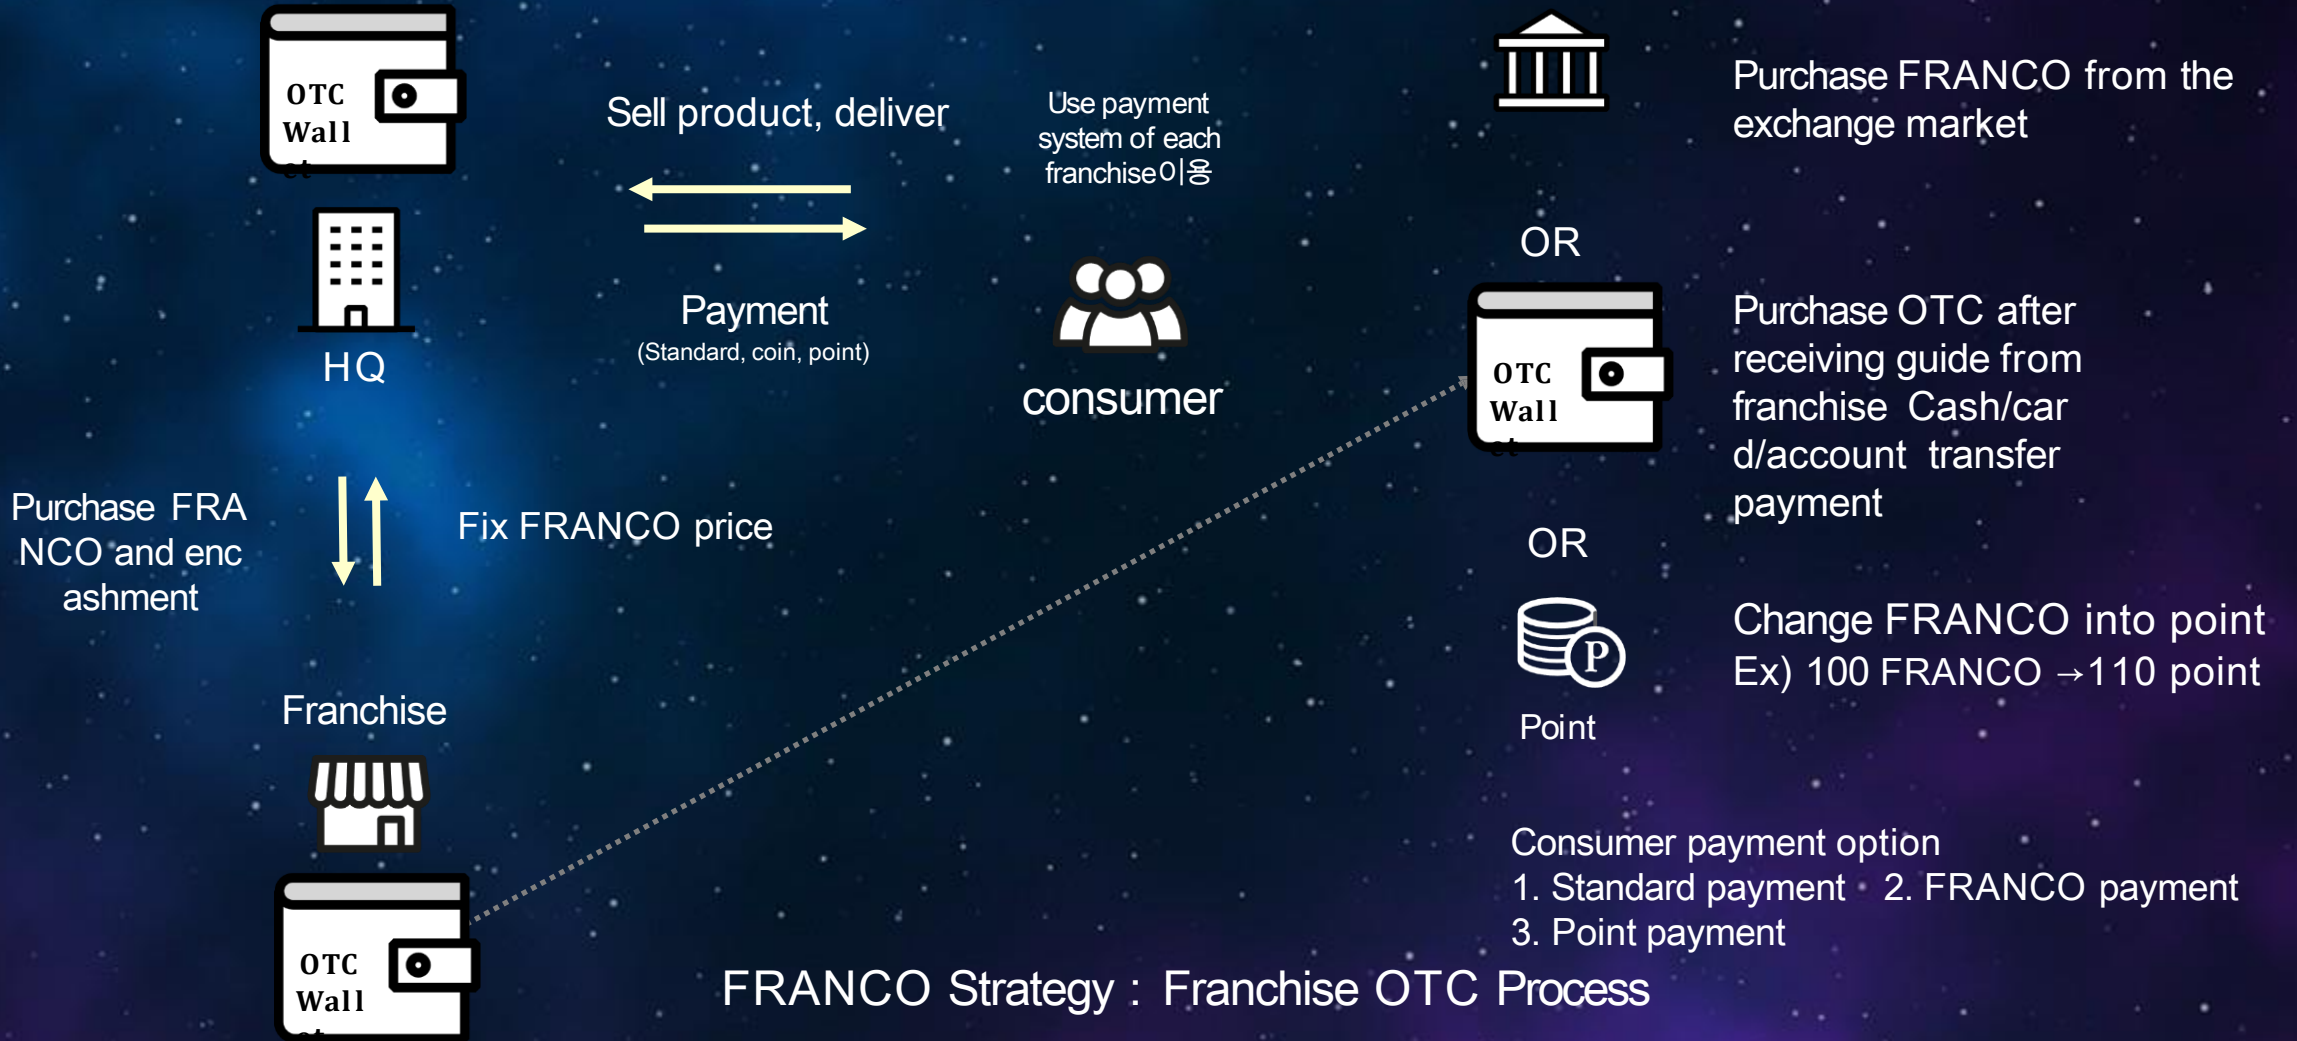 OTC
Wall
et
Sell product, deliver
Use payment
system of each
franchise이용
Purchase FRANCO from the
exchange market
OR
HQ
Payment
(Standard, coin, point)
consumer
OTC
Wall
et
Purchase OTC after
receiving guide from
franchise Cash/car
d/account transfer
payment
Purchase FRA
NCO and enc
ashment
Fix FRANCO price
OR
Change FRANCO into point
Ex) 100 FRANCO →110 point
P
Point
Franchise
Consumer payment option
1. Standard payment 2. FRANCO payment
3. Point payment
OTC
Wall
et
FRANCO Strategy : Franchise OTC Process